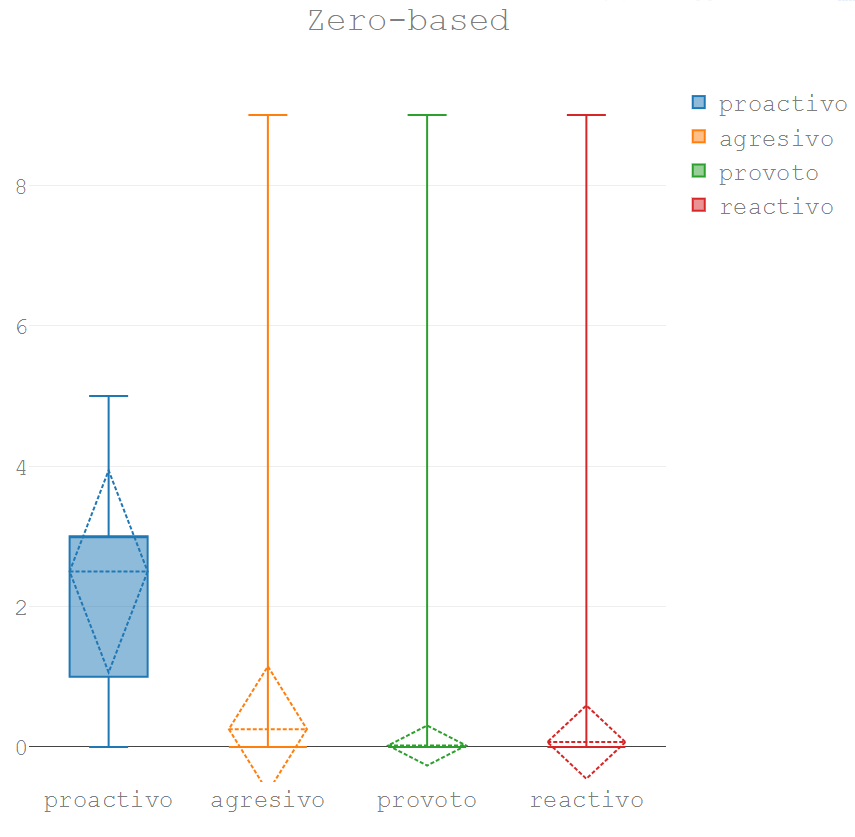 Zero-based
proactivo
agresivo
provoto
reactivo
8
6
4
2
0
proactivo agresivo provoto reactivo